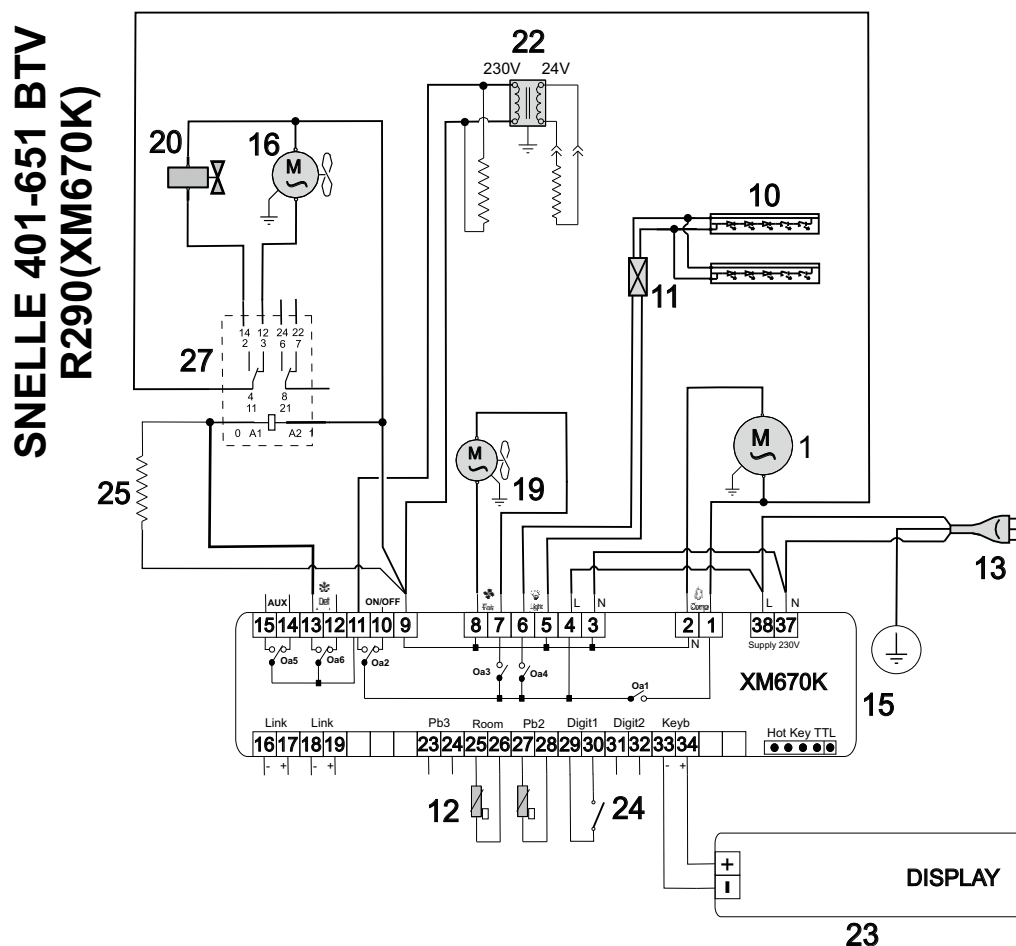 SNELLE 401-651 BTV
R290(XM670K)
22
230V 24V
20
16
M
10
11
14 12 24 22
2 3 6 7
27
4 8
11 21
0 A1 A2 1
25
M
19
M
1
13
15
AUX
Def
ON/OFF
Fan
Light
L N
Comp
L N
15 14 13 12 11 10 9 8 7 6 5 4 3 2 1 38 37
N
Supply 230V
Oa5 Oa6 Oa2 Oa3 Oa4 Oa1
XM670K
Link Link Pb3 Room Pb2 Digit1 Digit2 Keyb
Hot Key TTL
16 17 18 19 23 24 25 26 27 28 29 30 31 32 33 34
- + - + - +
12
24
+
-
DISPLAY
23